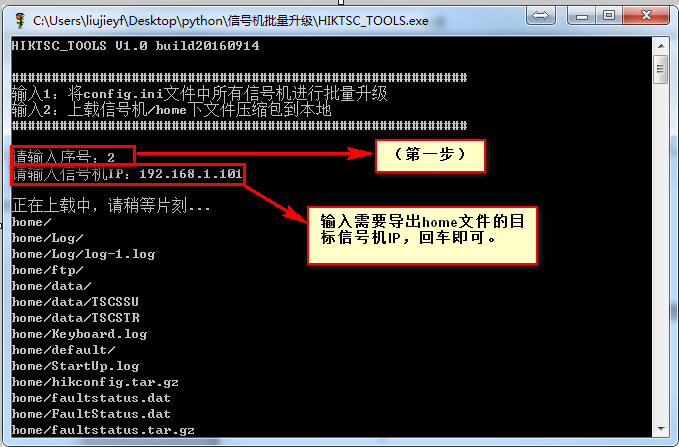 C:\Users\liujieyf\Desktop\python\信号机批量升级\HIKTSC_TOOLS.exe
HIKTSC_TOOLS V1.0 build20160914
#########################################################
输入1：将config.ini文件中所有信号机进行批量升级
输入2：上载信号机/home下文件压缩包到本地
#########################################################
请输入序号：2
（第一步）
请输入信号机IP：192.168.1.101
正在上载中，请稍等片刻...
输入需要导出home文件的目
标信号机IP，回车即可。
home/
home/Log/
home/Log/log-1.log
home/ftp/
home/data/
home/data/TSCSSU
home/data/TSCSTR
home/Keyboard.log
home/default/
home/StartUp.log
home/hikconfig.tar.gz
home/faultstatus.dat
home/FaultStatus.dat
home/faultstatus.tar.gz